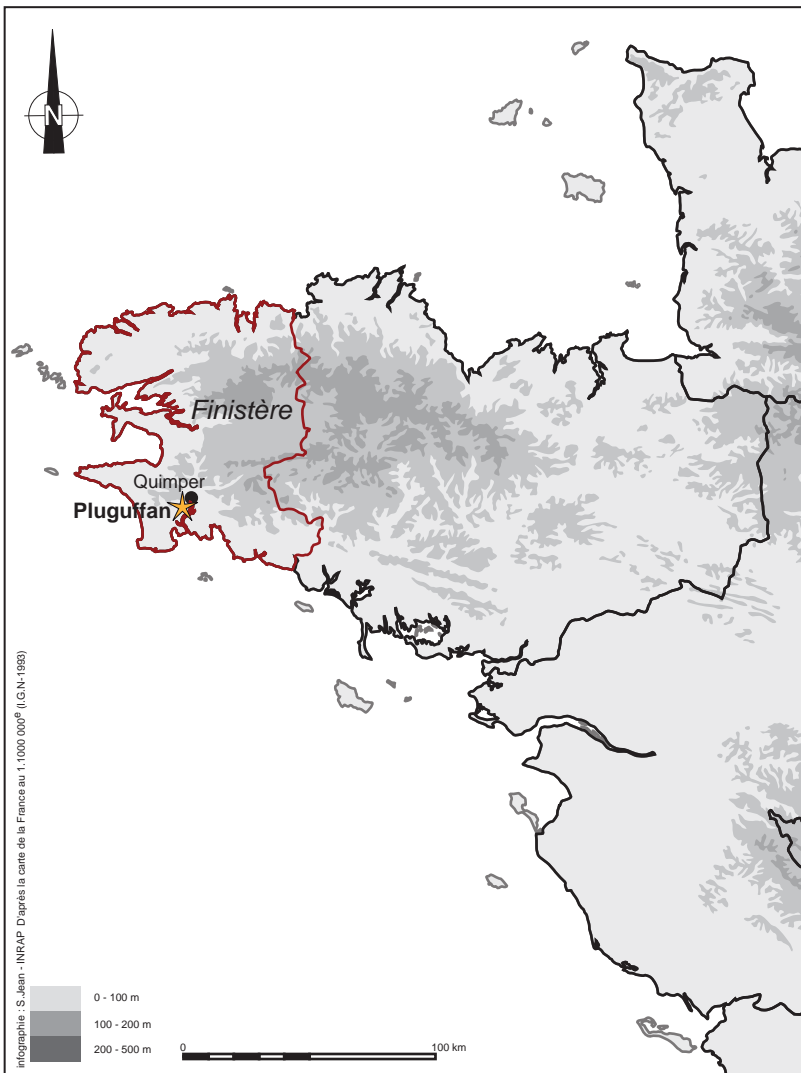 N
Finistère
Quimper
Pluguffan
infographie : S.Jean - INRAP D'après la carte de la France au 1.1000 000e (I.G.N-1993)
0 - 100 m
100 - 200 m
200 - 500 m
0
100 km